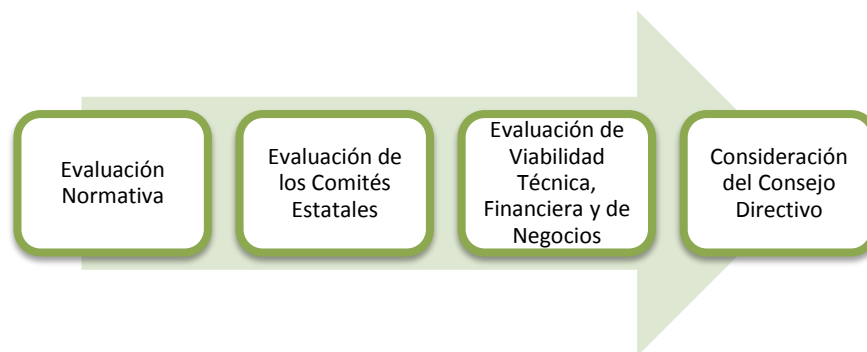 Evaluación
Normativa
Evaluación de
los Comités
Estatales
Evaluación de
Viabilidad
Técnica,
Financiera y de
Negocios
Consideración
del Consejo
Directivo